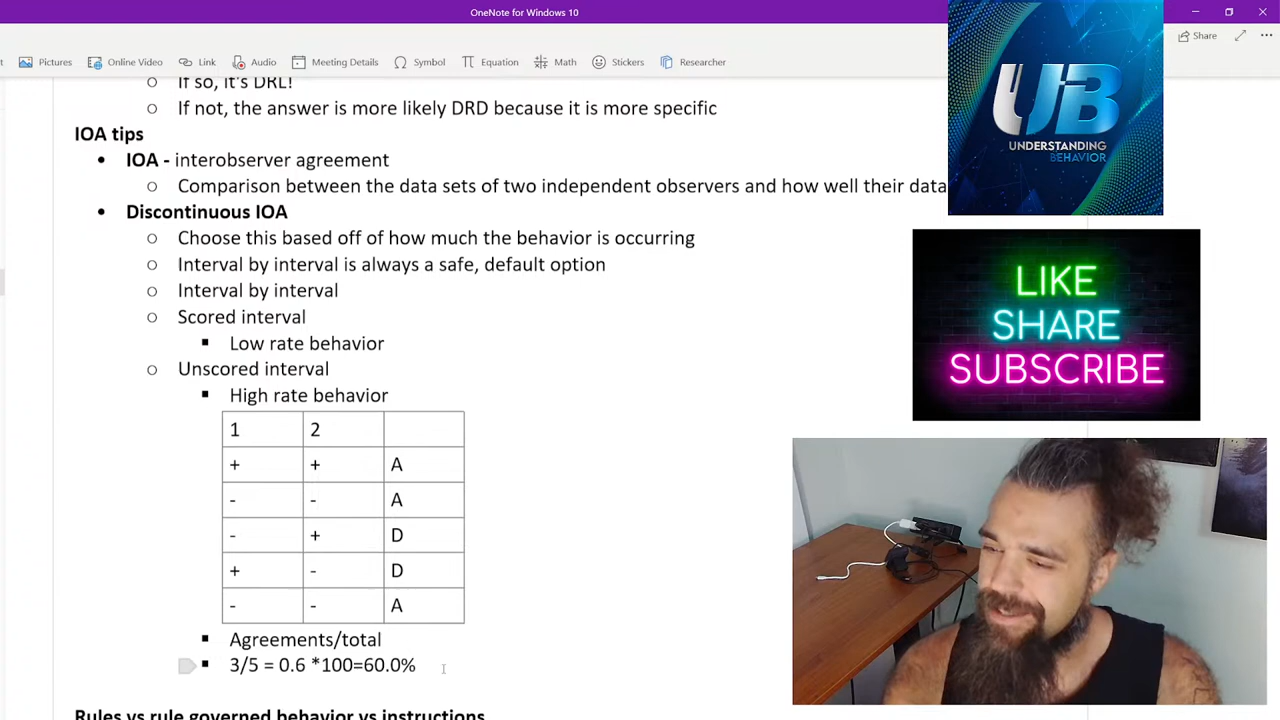 OneNote for Windows 10
Share
Pictures
Online Video
Link
Audio
Meeting Details
Symbol
Equation
Math
Stickers
Researcher
If so, it's DRL!
If not, the answer is more likely DRD because it is more specific
IOA tips
IOA - interobserver agreement
Comparison between the data sets of two independent observers and how well their data
Discontinuous IOA
Choose this based off of how much the behavior is occurring
Interval by interval is always a safe, default option
Interval by interval
Scored interval
Low rate behavior
Unscored interval
High rate behavior
1 2
+ + A
- - A
- + D
+ - D
- - A
Agreements/total
3/5 = 0.6 *100=60.0%
Rules vs rule governed behavior vs instructions
UB
UNDERSTANDING
BEHAVIOR
LIKE
SHARE
SUBSCRIBE